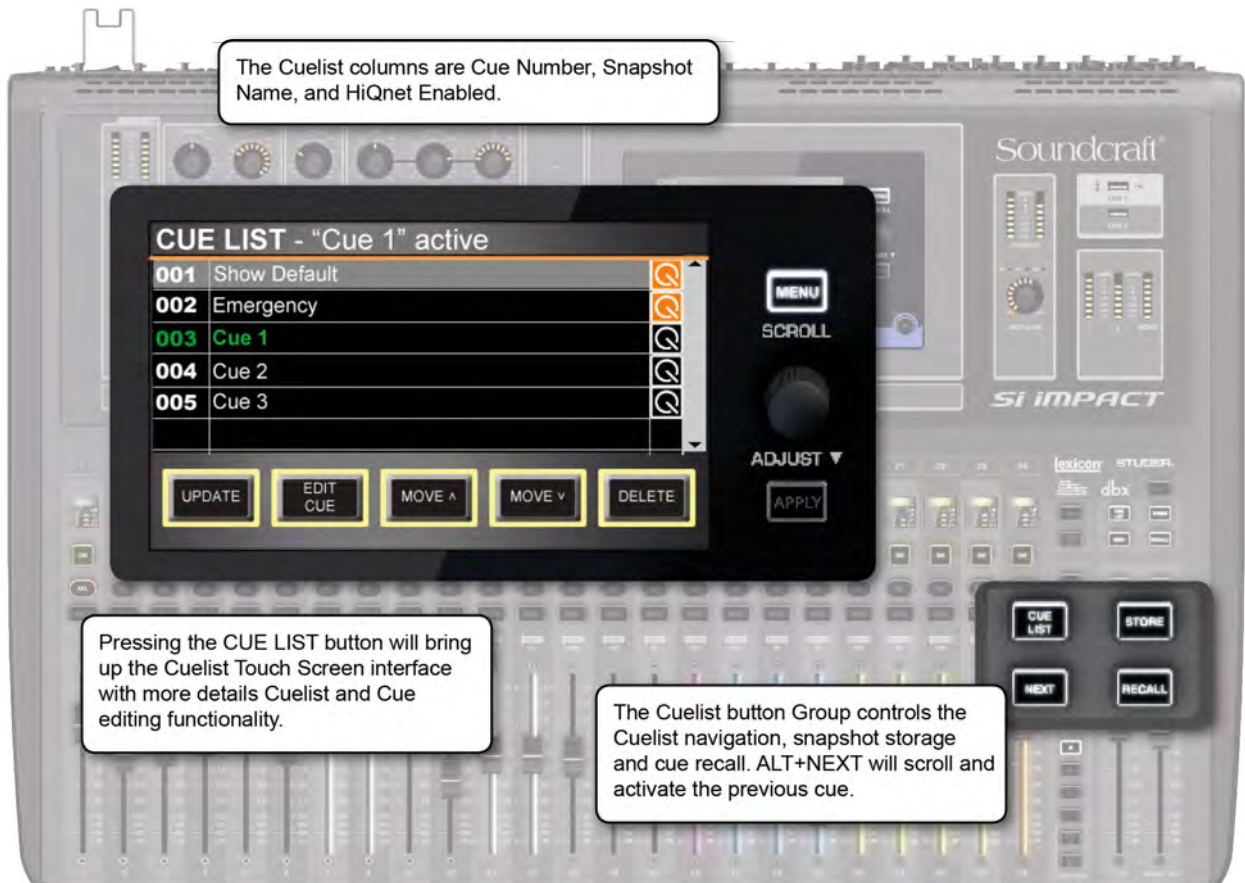 The Cuelist columns are Cue Number, Snapshot
Name, and HiQnet Enabled.
Soundcraft
CUE LIST - “Cue 1” active
001 Show Default
002 Emergency
003 Cue 1
004 Cue 2
005 Cue 3
UPDATE
EDIT
CUE
MOVE ˄
MOVE ˅
DELETE
MENU
SCROLL
ADJUST ▼
APPLY
Si iMPACT
lexicon STUDER
dbx
Pressing the CUE LIST button will bring
up the Cuelist Touch Screen interface
with more details Cuelist and Cue
editing functionality.
CUE
LIST
STORE
NEXT
RECALL
The Cuelist button Group controls the
Cuelist navigation, snapshot storage
and cue recall. ALT+NEXT will scroll and
activate the previous cue.